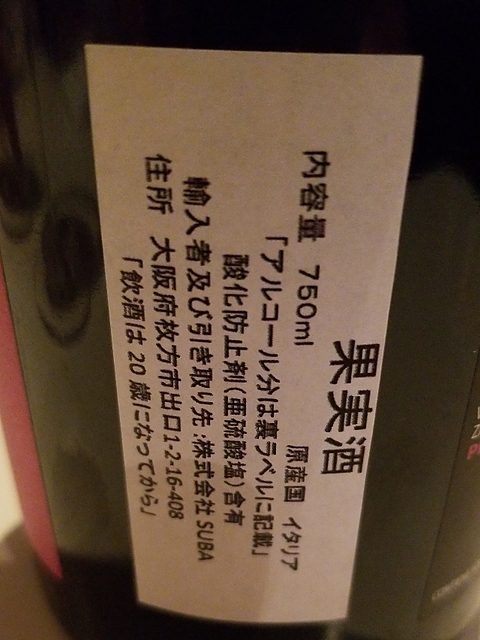 果実酒
内容量 750ml 原産国 イタリア
「アルコール分は裏ラベルに記載」
酸化防止剤(亜硫酸塩)含有
輸入者及び引き取り先:株式会社 SUBA
住所 大阪府枚方市出口1-2-16-408
「飲酒は 20 歳になってから」